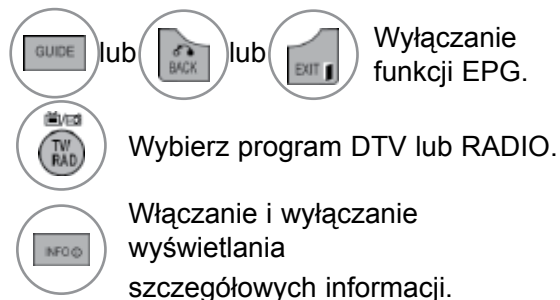 GUIDE lub BACK lub EXIT Wyłączanie
funkcji EPG.
TV/
RAD
Wybierz program DTV lub RADIO.
Włączanie i wyłączanie
INFO i wyświetlania
szczegółowych informacji.